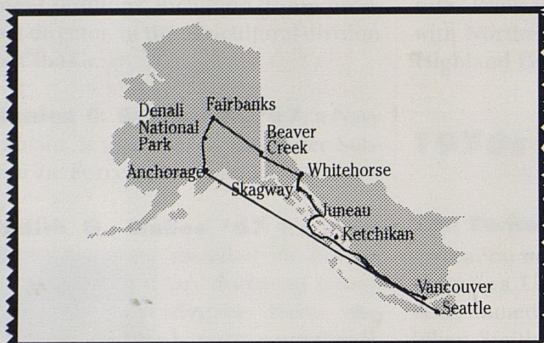 Denali
National
Park
Fairbanks
Beaver
Creek
Anchorage
Whitehorse
Skagway
Juneau
Ketchikan
Vancouver
Seattle